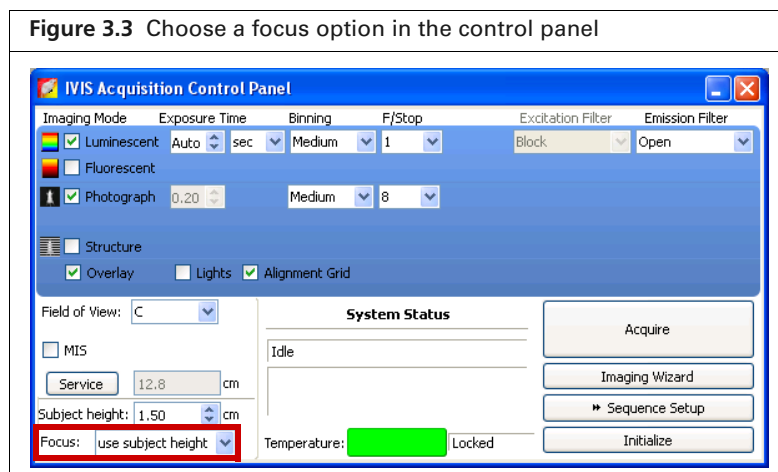 Figure 3.3 Choose a focus option in the control panel
IVIS Acquisition Control Panel
Imaging Mode Exposure Time Binning F/Stop Excitation Filter Emission Filter
Luminescent Auto sec Medium 1 Block Open
Fluorescent
Photograph 0.20 Medium 8
Structure
Overlay Lights Alignment Grid
Field of View: C
MIS
Service 12.8 cm
Subject height: 1.50 cm
Focus: use subject height
System Status
Idle
Temperature: Locked
Acquire
Imaging Wizard
Sequence Setup
Initialize